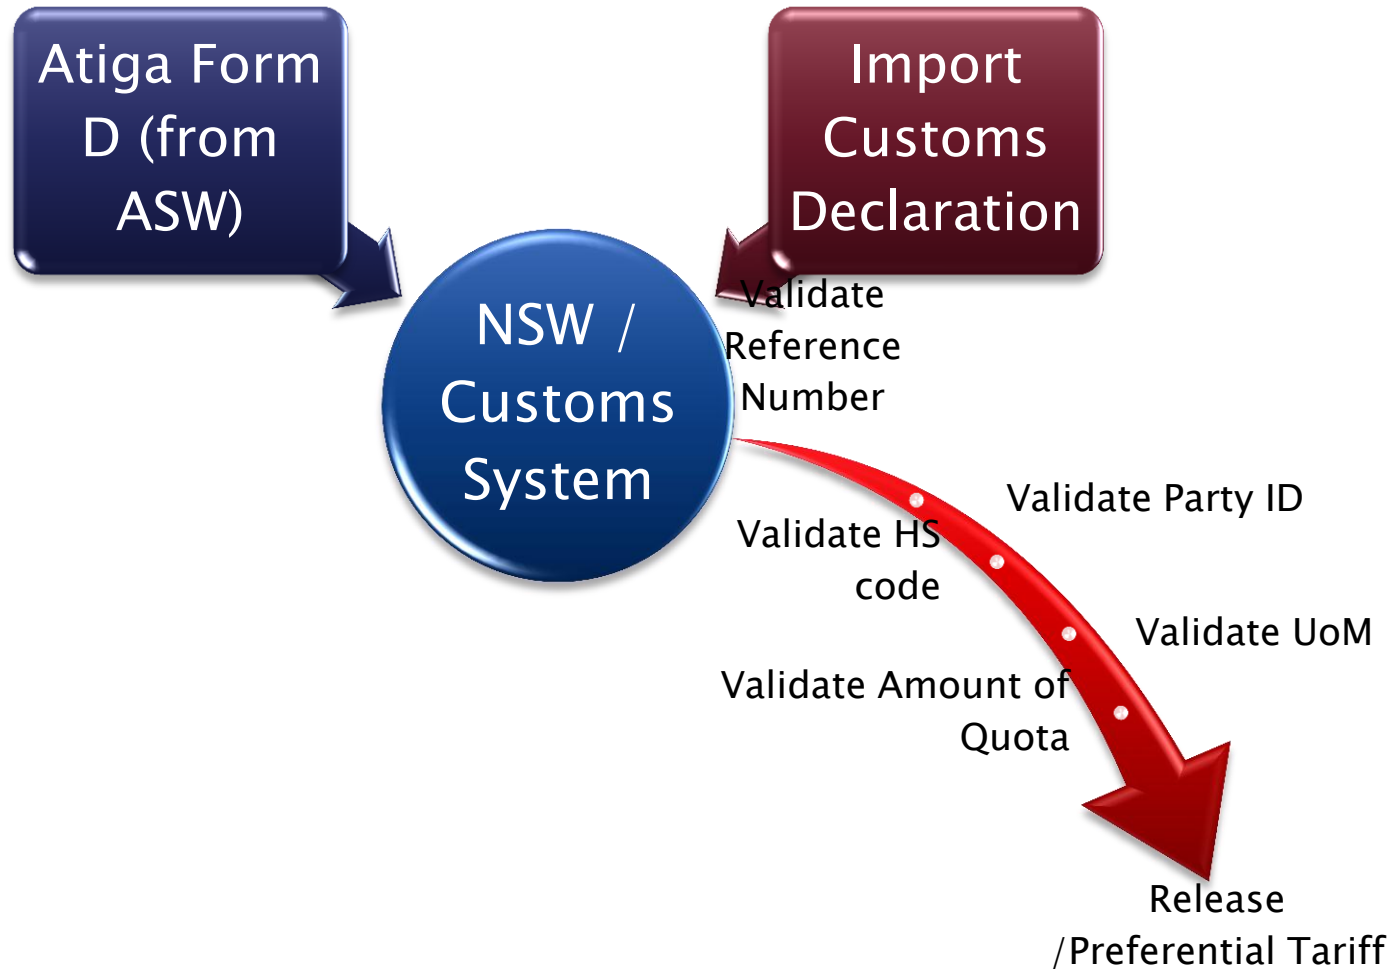 Atiga Form
D (from
ASW)
Import
Customs
Declaration
NSW /
Customs
System
Validate
Reference
Number
Validate Party ID
Validate HS
code
Validate UoM
Validate Amount of
Quota
Release
/Preferential Tariff